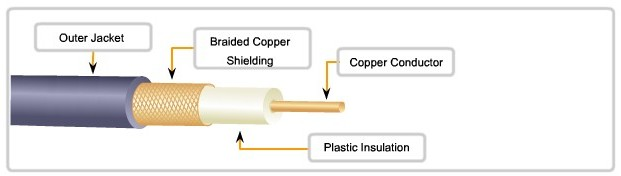 Outer Jacket
Braided Copper
Shielding
Copper Conductor
Plastic Insulation